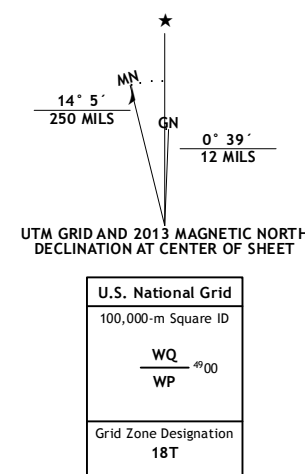 ★
MN
14° 5´
250 MILS
GN
0° 39´
12 MILS
UTM GRID AND 2013 MAGNETIC NORTH
DECLINATION AT CENTER OF SHEET
U.S. National Grid
100,000-m Square ID
WQ
4900
WP
Grid Zone Designation
18T